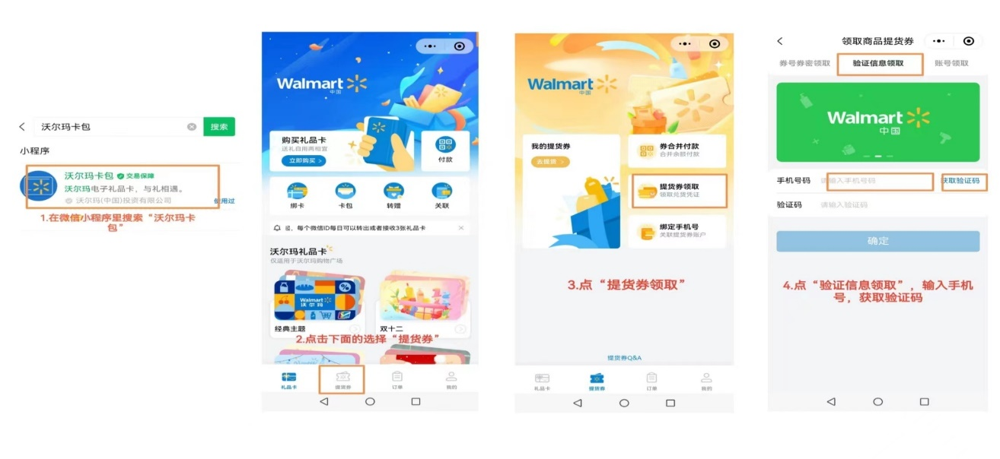 沃尔玛卡包
搜索
小程序
沃尔玛卡包 交易保障
沃尔玛电子礼品卡，与礼相遇。
沃尔玛(中国)投资有限公司
使用过
1.在微信小程序里搜索“沃尔玛卡
包”
Walmart
中国
购买礼品卡
送礼自用两相宜
立即购买 >
付款
绑卡
卡包
转赠
关联
，每个微信ID每日可以转出或者接收3张礼品卡
沃尔玛礼品卡
仅适用于沃尔玛购物广场
Walmart
沃尔玛
经典主题
双十二
2.点击下面的选择“提货券”
礼品卡
提货券
订单
我的
Walmart
中国
我的提货券
去提货 >
券合并付款
合并余额付款
提货券领取
领取兑货凭证
绑定手机号
关联提货券账户
3.点“提货券领取”
提货券Q&A
礼品卡
提货券
订单
我的
领取商品提货券
券号券密领取
验证信息领取
账号领取
Walmart
中国
手机号码
请输入手机号码
获取验证码
验证码
请输入验证码
确定
4.点“验证信息领取”，输入手机
号，获取验证码